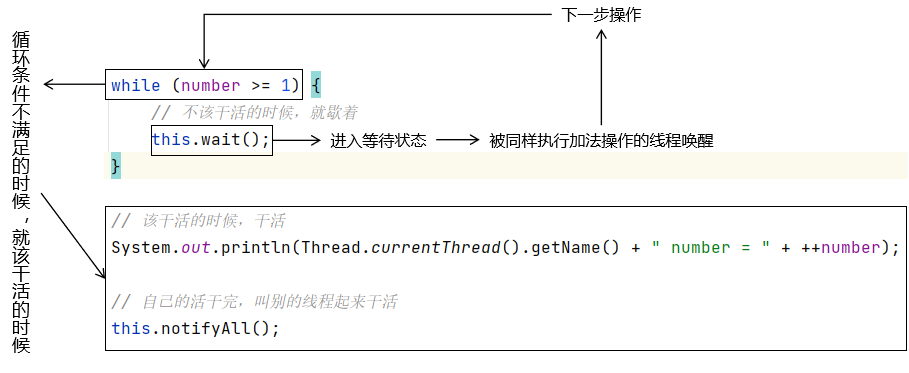 下一步操作
循环条件不满足的时候，就该干活的时候
while (number >= 1) {
// 不该干活的时候，就歇着
this.wait();
进入等待状态
被同样执行加法操作的线程唤醒
}
// 该干活的时候，干活
System.out.println(Thread.currentThread().getName() + " number = " + ++number);
// 自己的活干完，叫别的线程起来干活
this.notifyAll();